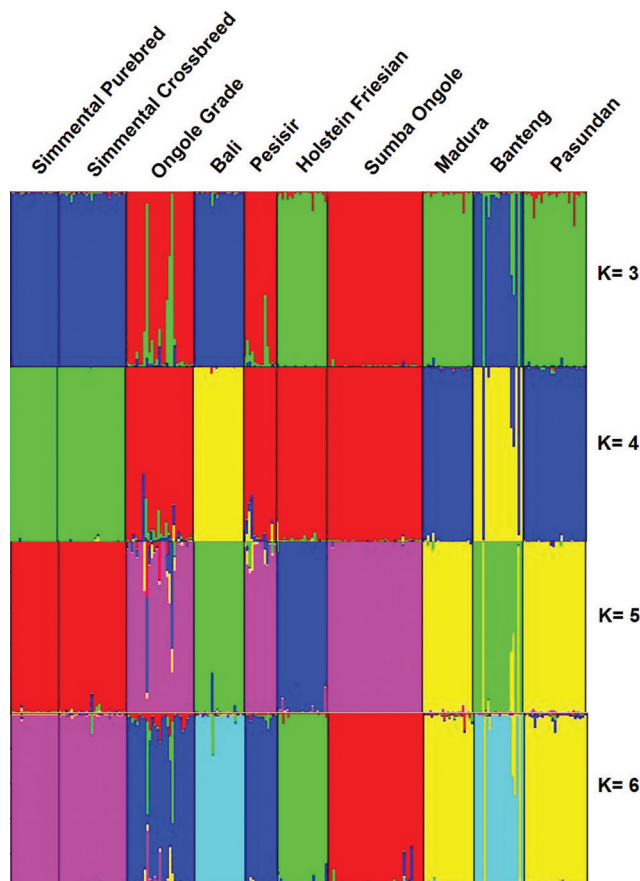 Simmental Purebred
Simmental Crossbreed
Ongole Grade
Bali
Pesisir
Holstein Friesian
Sumba Ongole
Madura
Banteng
Pasundan
K= 3
K= 4
K= 5
K= 6